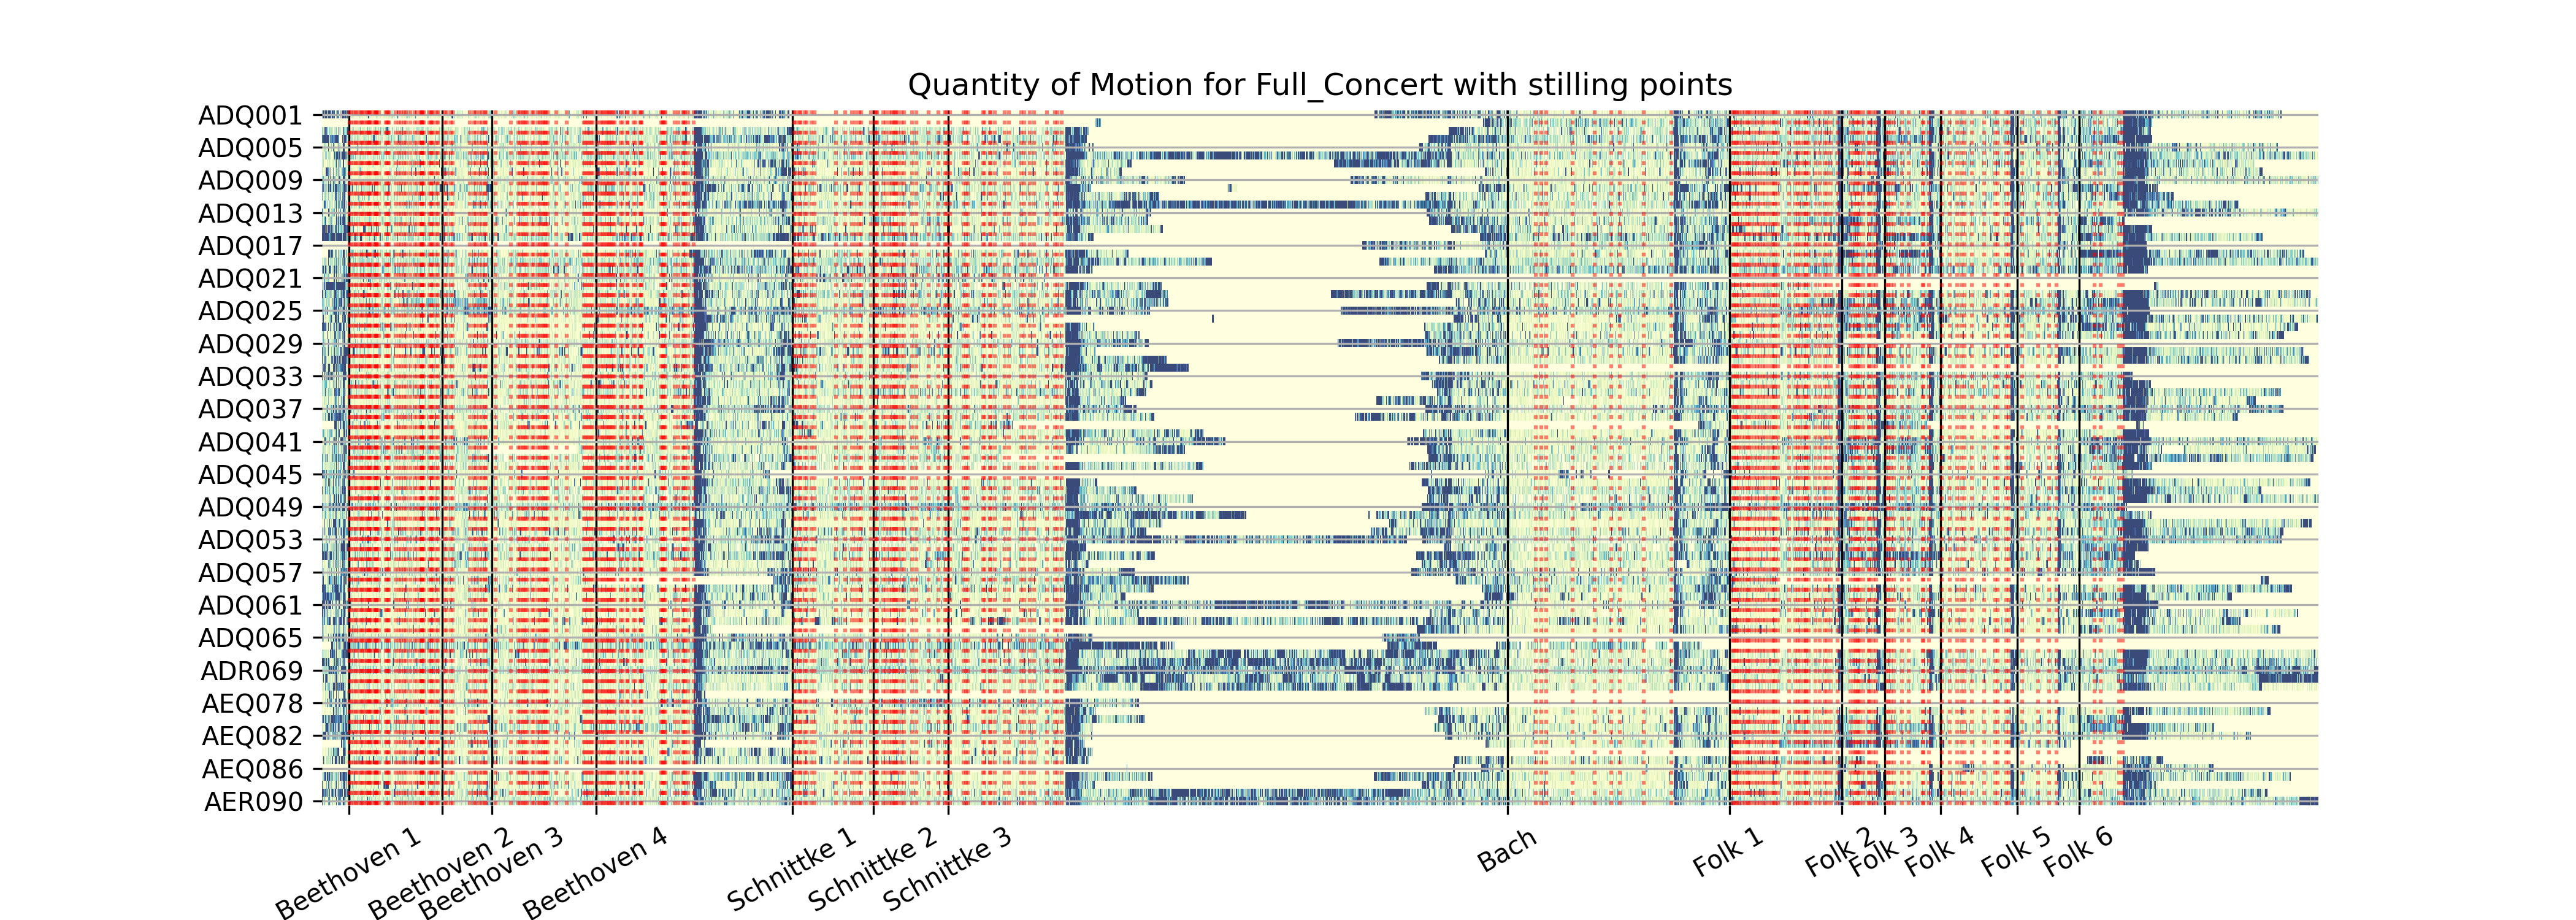 Quantity of Motion for Full_Concert with stilling points
ADQ001
ADQ005
ADQ009
ADQ013
ADQ017
ADQ021
ADQ025
ADQ029
ADQ033
ADQ037
ADQ041
ADQ045
ADQ049
ADQ053
ADQ057
ADQ061
ADQ065
ADR069
AEQ078
AEQ082
AEQ086
AER090
Beethoven 1
Beethoven 2
Beethoven 3
Beethoven 4
Schnittke 1
Schnittke 2
Schnittke 3
Bach
Folk 1
Folk 2
Folk 3
Folk 4
Folk 5
Folk 6